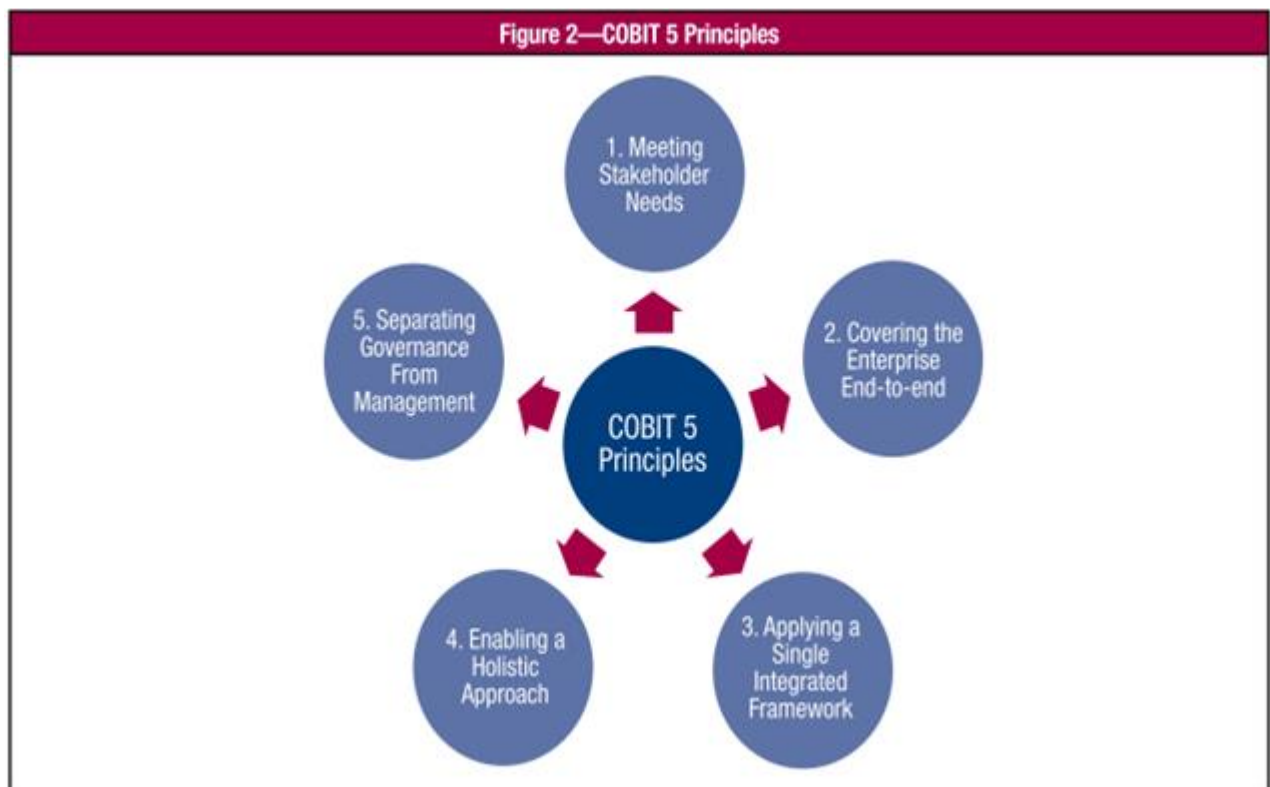 Figure 2—COBIT 5 Principles
1. Meeting
Stakeholder
Needs
2. Covering the
Enterprise
End-to-end
3. Applying a
Single
Integrated
Framework
4. Enabling a
Holistic
Approach
5. Separating
Governance
From
Management
COBIT 5
Principles